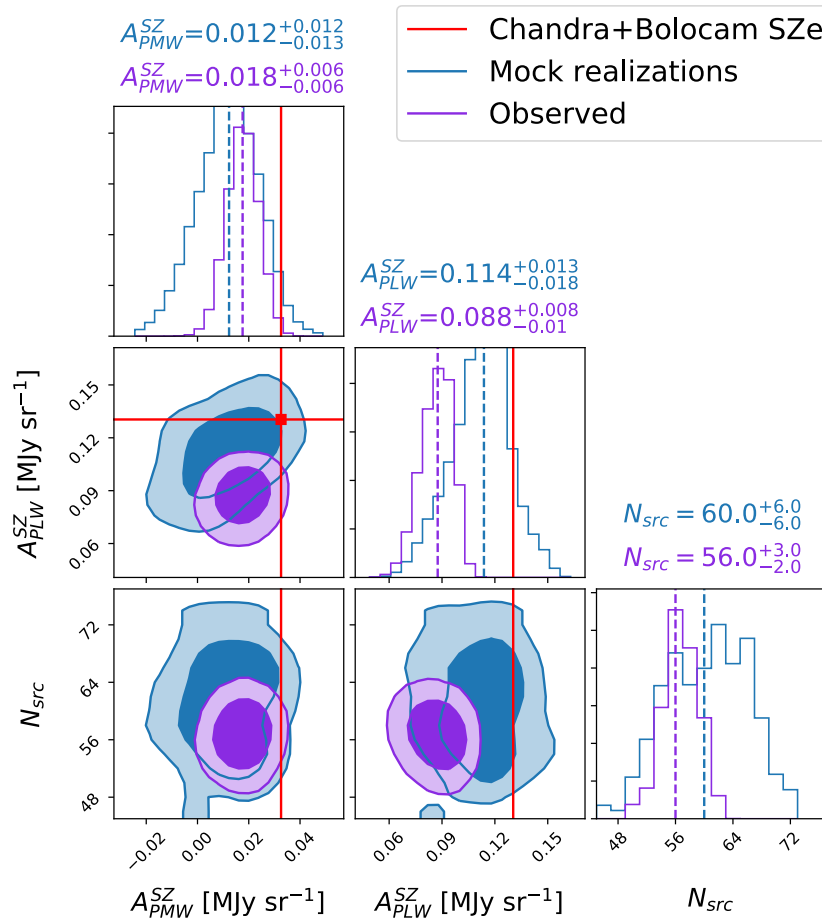 A^{SZ}_{PMW}=0.012^{+0.012}_{-0.013}
A^{SZ}_{PMW}=0.018^{+0.006}_{-0.006}
Chandra+Bolocam SZe
Mock realizations
Observed
A^{SZ}_{PLW}=0.114^{+0.013}_{-0.018}
A^{SZ}_{PLW}=0.088^{+0.008}_{-0.01}
A^{SZ}_{PLW} [MJy sr^{−1}]
0.15
0.12
0.09
0.06
N_{src} = 60.0^{+6.0}_{-6.0}
N_{src} = 56.0^{+3.0}_{-2.0}
N_{src}
72
64
56
48
−0.02 0.00 0.02 0.04
0.06 0.09 0.12 0.15
48 56 64 72
A^{SZ}_{PMW} [MJy sr^{−1}]
A^{SZ}_{PLW} [MJy sr^{−1}]
N_{src}